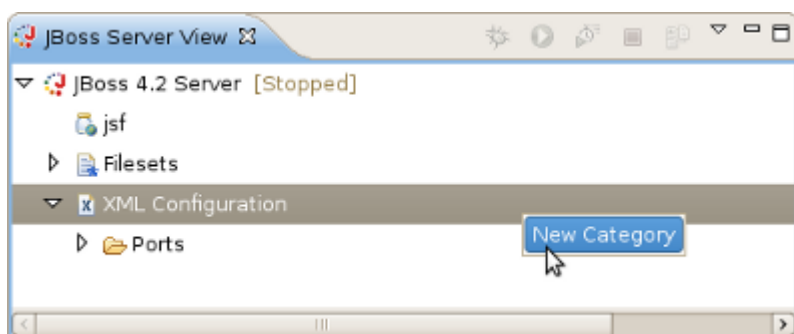 JBoss Server View
JBoss 4.2 Server [Stopped]
jsf
Filesets
XML Configuration
Ports
New Category